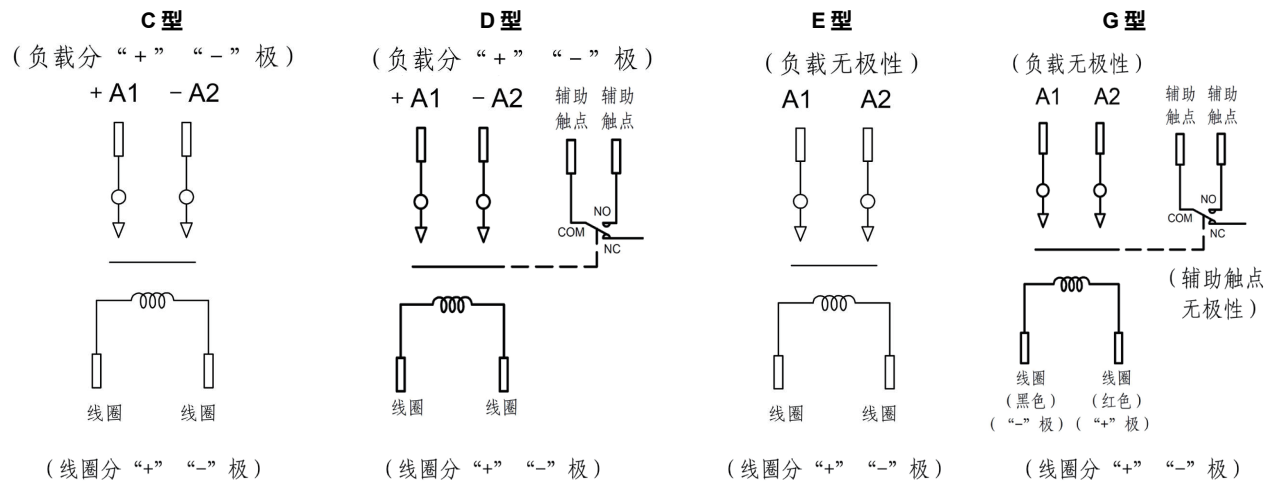 C型
（负载分“+” “－”极）
+ A1 － A2
线圈 线圈
（线圈分“+” “－”极）
D型
（负载分“+” “－”极）
+ A1 － A2
辅助 辅助
触点 触点
NO
COM
NC
线圈 线圈
（线圈分“+” “－”极）
E型
（负载无极性）
A1 A2
线圈 线圈
（线圈分“+” “－”极）
G型
（负载无极性）
A1 A2
辅助 辅助
触点 触点
NO
COM
NC
（辅助触点
无极性）
线圈 线圈
（黑色） （红色）
（“－”极） （“+”极）
（线圈分“+” “－”极）